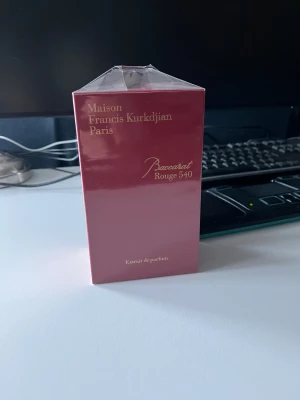 Maison
Francis Kurkdjian
Paris
Baccarat
Rouge 540
Extrait de parfum